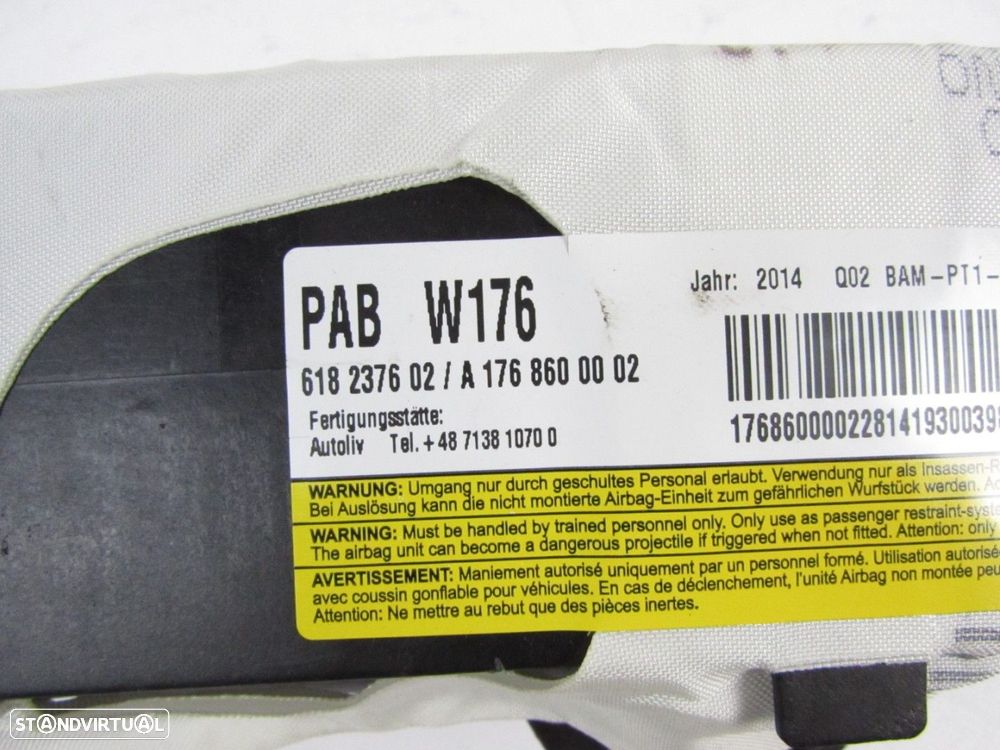 PAB W176
Jahr: 2014 Q02 BAM-PT1-
618 2376 02 / A 176 860 00 02
Fertigungsstätte:
Autoliv Tel. +48 71381070 0
176860000228141930039
WARNUNG: Umgang nur durch geschultes Personal erlaubt. Verwendung nur als Insassen-R
Bei Auslösung kann die nicht montierte Airbag-Einheit zum gefährlichen Wurfstück werden. Ac
WARNING: Must be handled by trained personnel only. Only use as passenger restraint-syste
The airbag unit can become a dangerous projectile if triggered when not fitted. Attention: only
AVERTISSEMENT: Maniement autorisé uniquement par un personnel formé. Utilisation autorisé
avec coussin gonflable pour véhicules. En cas de déclenchement, l'unité Airbag non montée peu
Attention: Ne mettre au rebut que des pièces inertes.
STANDVIRTUAL